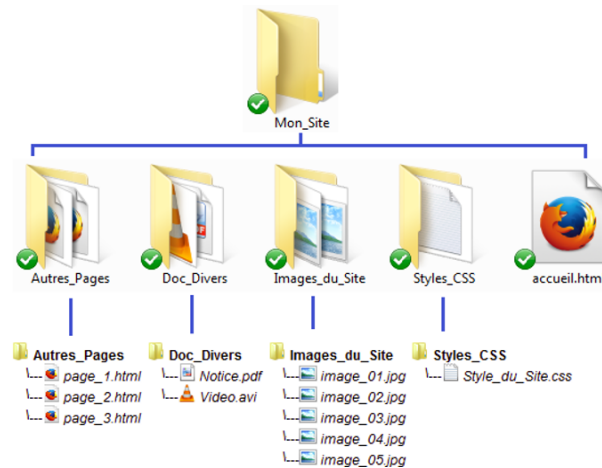 Mon_Site
Autres_Pages
Doc_Divers
Images_du_Site
Styles_CSS
accueil.htm
Autres_Pages
page_1.html
page_2.html
page_3.html
Doc_Divers
Notice.pdf
Video.avi
Images_du_Site
image_01.jpg
image_02.jpg
image_03.jpg
image_04.jpg
image_05.jpg
Styles_CSS
Style_du_Site.css